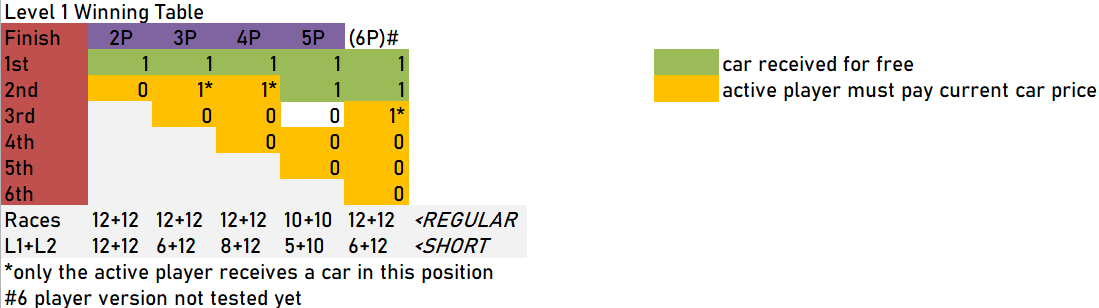 Level 1 Winning Table
Finish 2P 3P 4P 5P (6P)#
1st 1 1 1 1 1 car received for free
2nd 0 1* 1* 1 1 active player must pay current car price
3rd 0 0 0 1*
4th 0 0 0
5th 0 0
6th 0
Races 12+12 12+12 12+12 10+10 12+12 <REGULAR
L1+L2 12+12 6+12 8+12 5+10 6+12 <SHORT
*only the active player receives a car in this position
#6 player version not tested yet